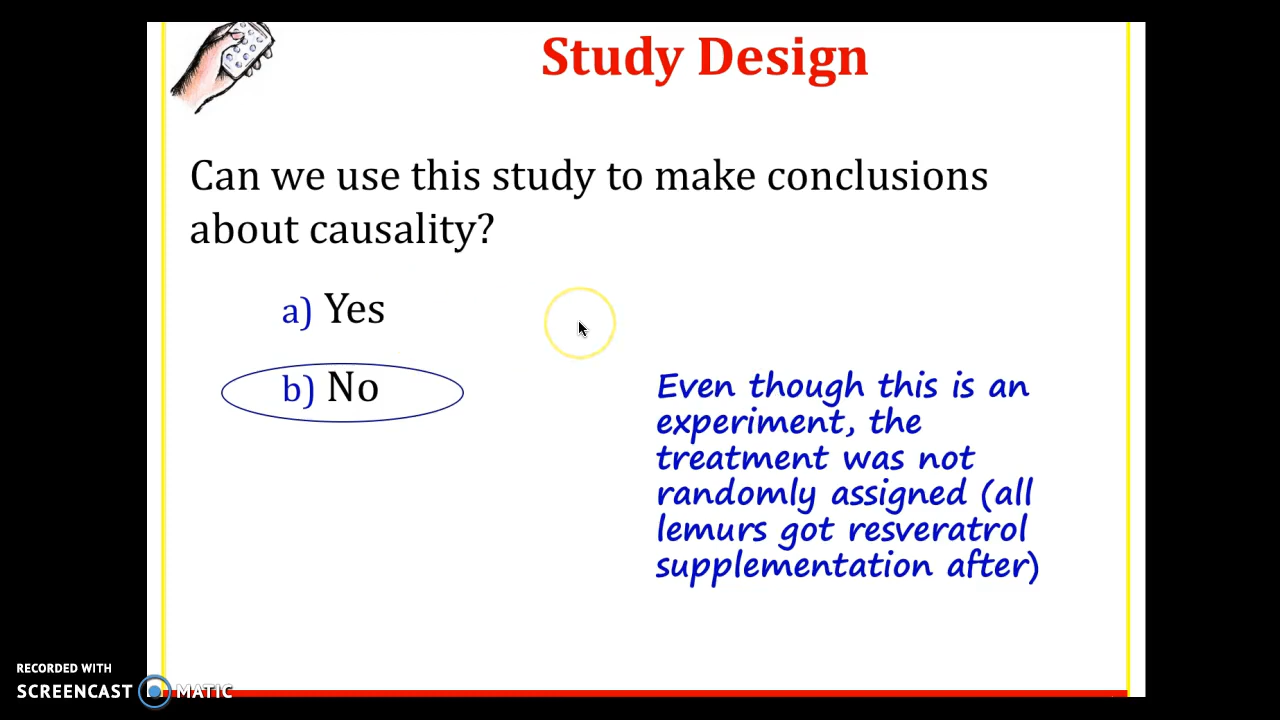 Study Design
Can we use this study to make conclusions
about causality?
a) Yes
b) No
Even though this is an
experiment, the
treatment was not
randomly assigned (all
lemurs got resveratrol
supplementation after)
RECORDED WITH
SCREENCAST MATIC